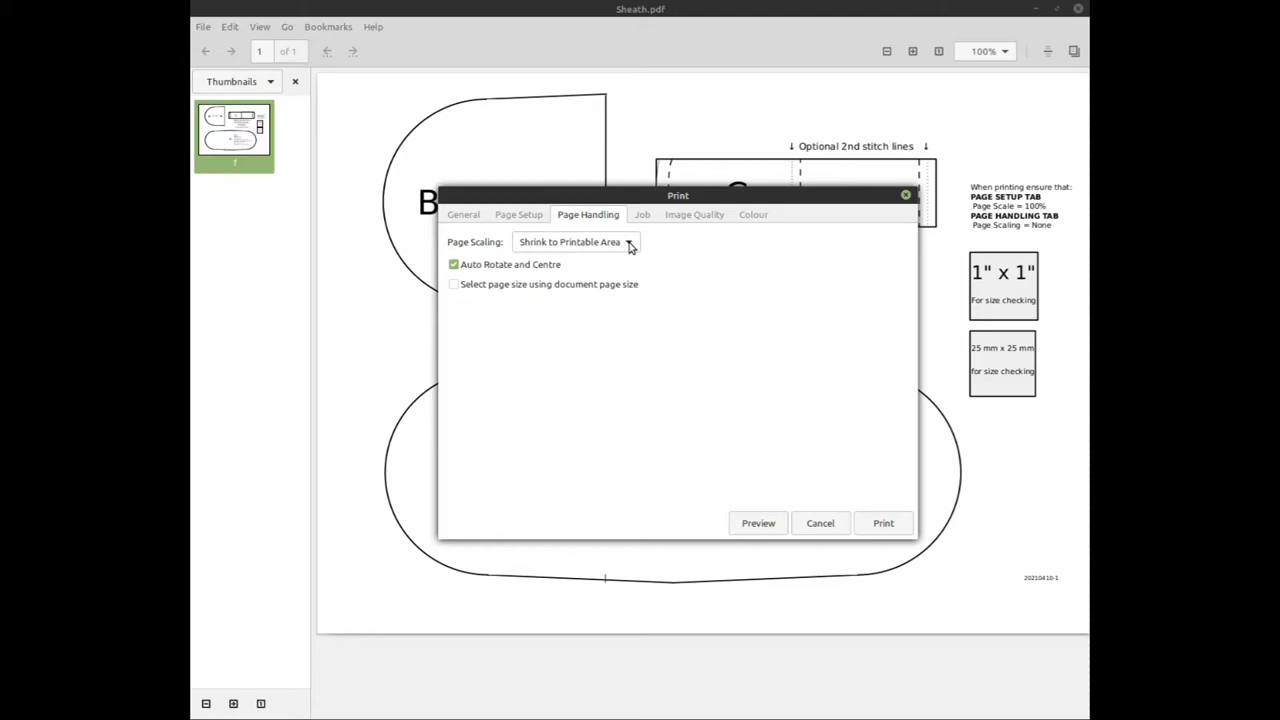 Sheath.pdf
File Edit View Go Bookmarks Help
1 of 1
100%
Thumbnails
1
B
↓ Optional 2nd stitch lines ↓
When printing ensure that:
PAGE SETUP TAB
Page Scale = 100%
PAGE HANDLING TAB
Page Scaling = None
1" x 1"
For size checking
25 mm x 25 mm
for size checking
20210410-1
Print
General Page Setup Page Handling Job Image Quality Colour
Page Scaling: Shrink to Printable Area
Auto Rotate and Centre
Select page size using document page size
Preview Cancel Print